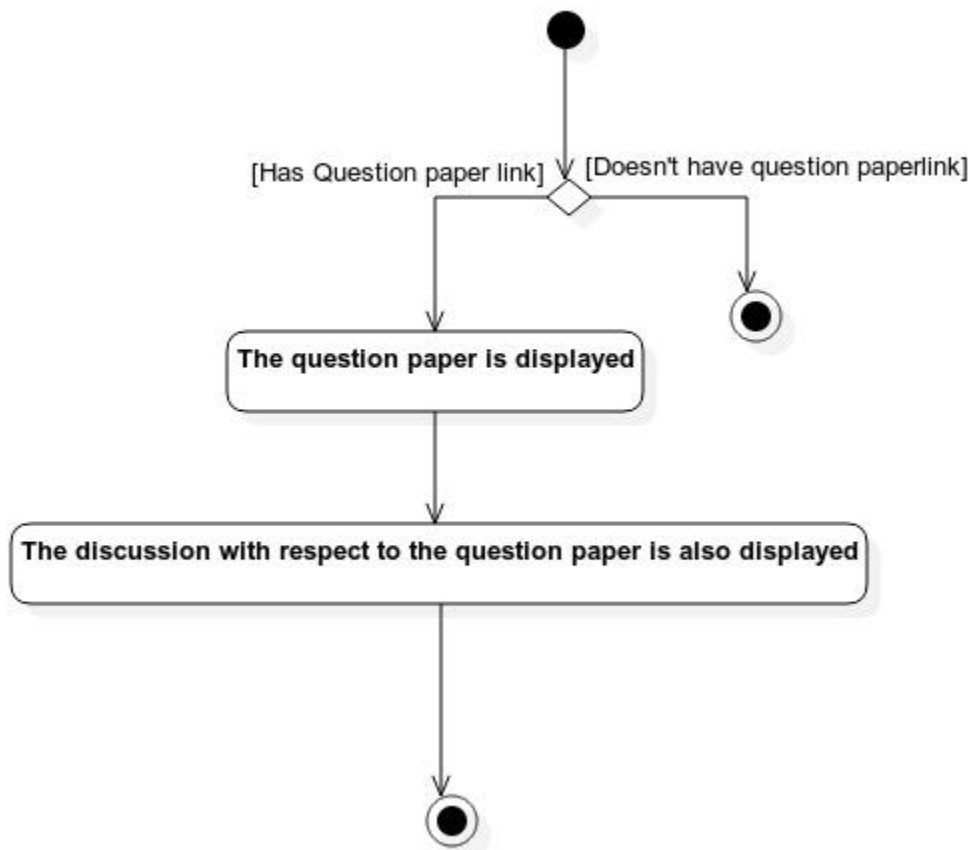 [Has Question paper link]
[Doesn't have question paperlink]
The question paper is displayed
The discussion with respect to the question paper is also displayed